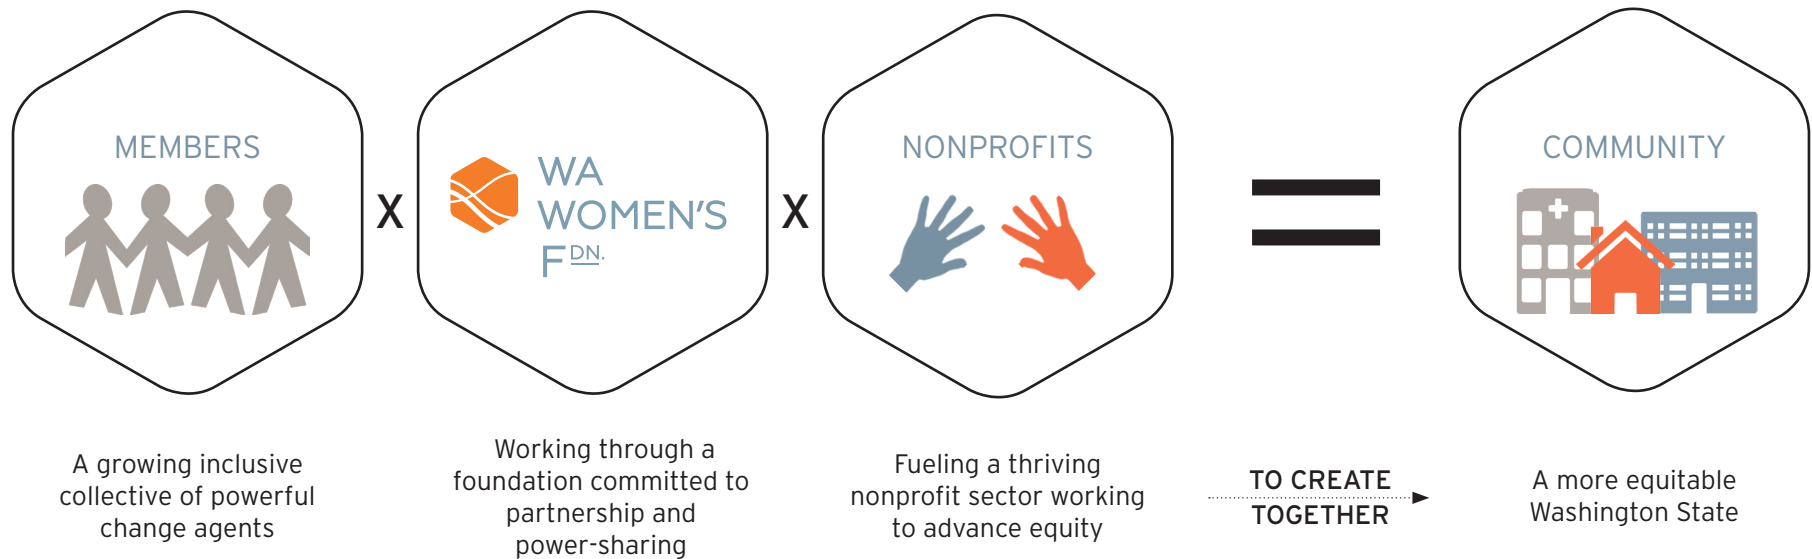 MEMBERS
X
WA
WOMEN'S
FDN.
X
NONPROFITS
COMMUNITY
A growing inclusive
collective of powerful
change agents
Working through a
foundation committed to
partnership and
power-sharing
Fueling a thriving
nonprofit sector working
to advance equity
TO CREATE
TOGETHER
A more equitable
Washington State